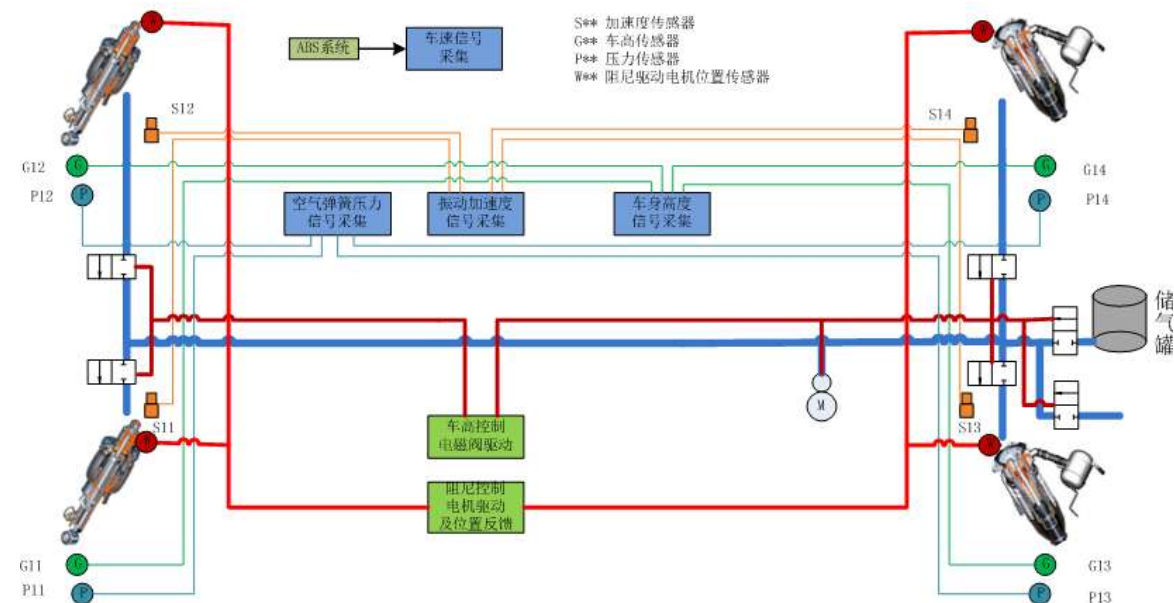 S** 加速度传感器
G** 车高传感器
P** 压力传感器
W** 阻尼驱动电机位置传感器
ABS系统
车速信号
采集
W
W
S12
S14
G12
G
G
G14
P12
P
P
P14
空气弹簧压力
信号采集
振动加速度
信号采集
车身高度
信号采集
储
气
罐
M
S11
S13
W
W
车高控制
电磁阀驱动
阻尼控制
电机驱动
及位置反馈
G11
G
G
G13
P11
P
P
P13